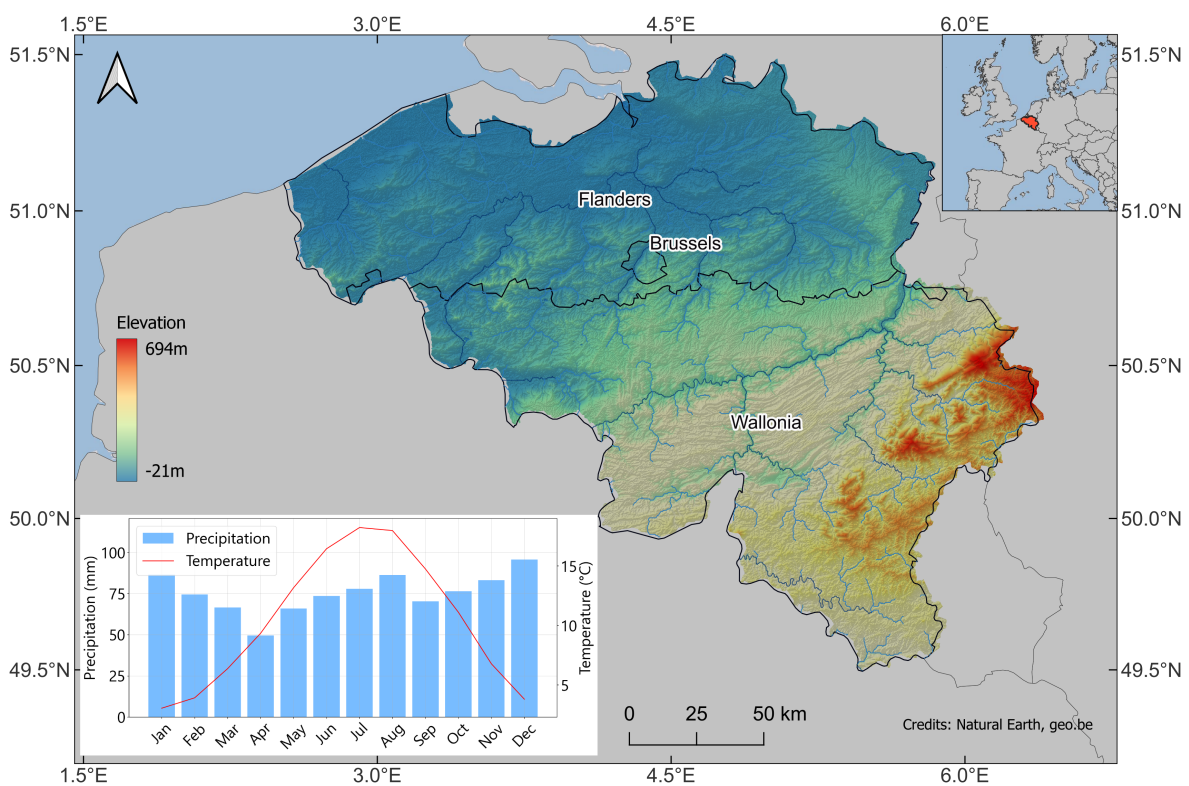 1.5°E 3.0°E 4.5°E 6.0°E
51.5°N 51.5°N
51.0°N 51.0°N
Flanders
Brussels
Elevation
694m
-21m
50.5°N 50.5°N
Wallonia
50.0°N 50.0°N
Precipitation
Temperature
Precipitation (mm)
100
75
50
25
0
Temperature (°C)
15
10
5
Jan Feb Mar Apr May Jun Jul Aug Sep Oct Nov Dec
49.5°N 49.5°N
0 25 50 km
Credits: Natural Earth, geo.be
1.5°E 3.0°E 4.5°E 6.0°E